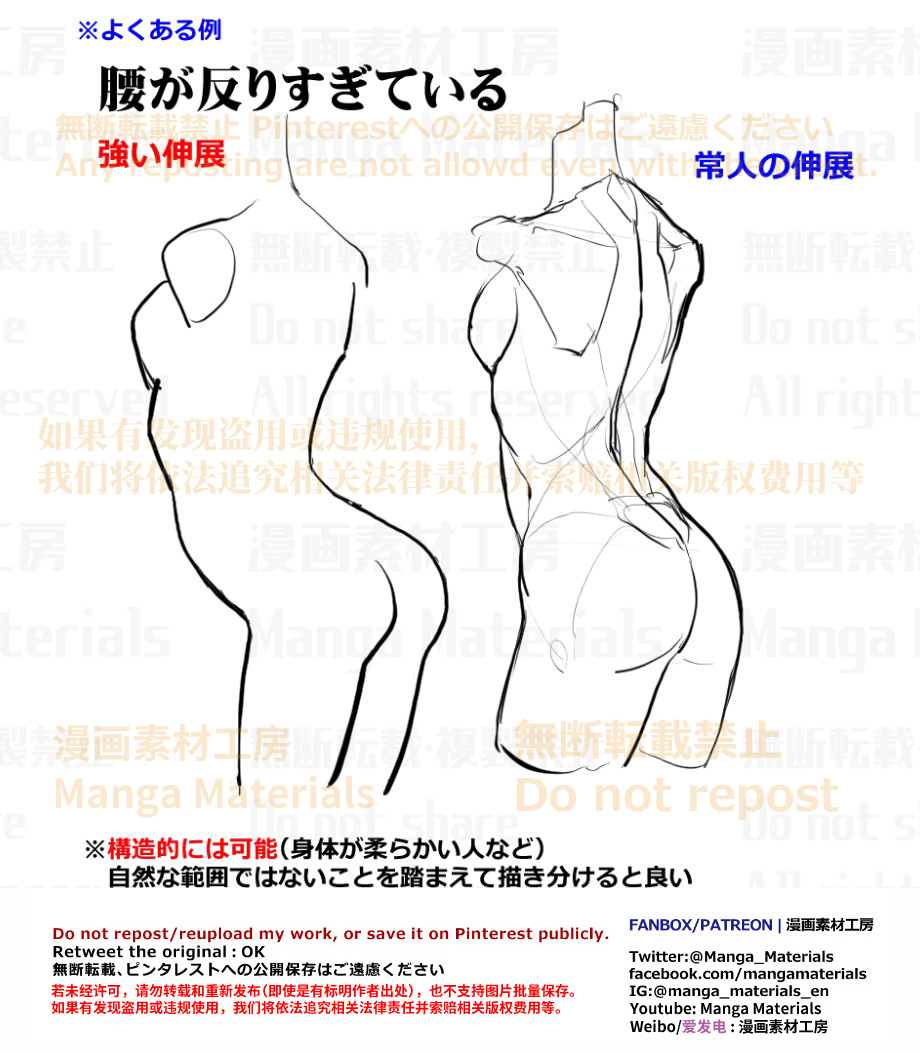 ※よくある例
腰が反りすぎている
無断転載禁止 Pinterestへの公開保存はご遠慮ください
Any reposting are not allowd even with
強い伸展
常人の伸展
漫画素材工房
Manga Materials
無断転載・複製禁止
Do not share
All rights reserved
如果有发现盗用或违规使用，
我们将依法追究相关法律责任并索赔相关版权费用等
漫画素材工房
Manga Materials
漫画素材工房
Manga Materials
無断転載禁止
Do not repost
※構造的には可能（身体が柔らかい人など）
自然な範囲ではないことを踏まえて描き分けると良い
Do not repost/reupload my work, or save it on Pinterest publicly.
Retweet the original : OK
無断転載、ピンタレストへの公開保存はご遠慮ください
若未经许可，请勿转载和重新发布（即使是有标明作者出处），也不支持图片批量保存。
如果有发现盗用或违规使用，我们将依法追究相关法律责任并索赔相关版权费用等。
FANBOX/PATREON | 漫画素材工房
Twitter:@Manga_Materials
facebook.com/mangamaterials
IG:@manga_materials_en
Youtube: Manga Materials
Weibo/爱发电 : 漫画素材工房